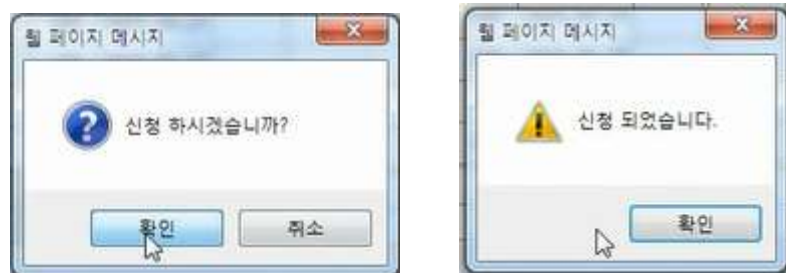 웹 페이지 메시지
신청 하시겠습니까?
확인
취소
웹 페이지 메시지
신청 되었습니다.
확인